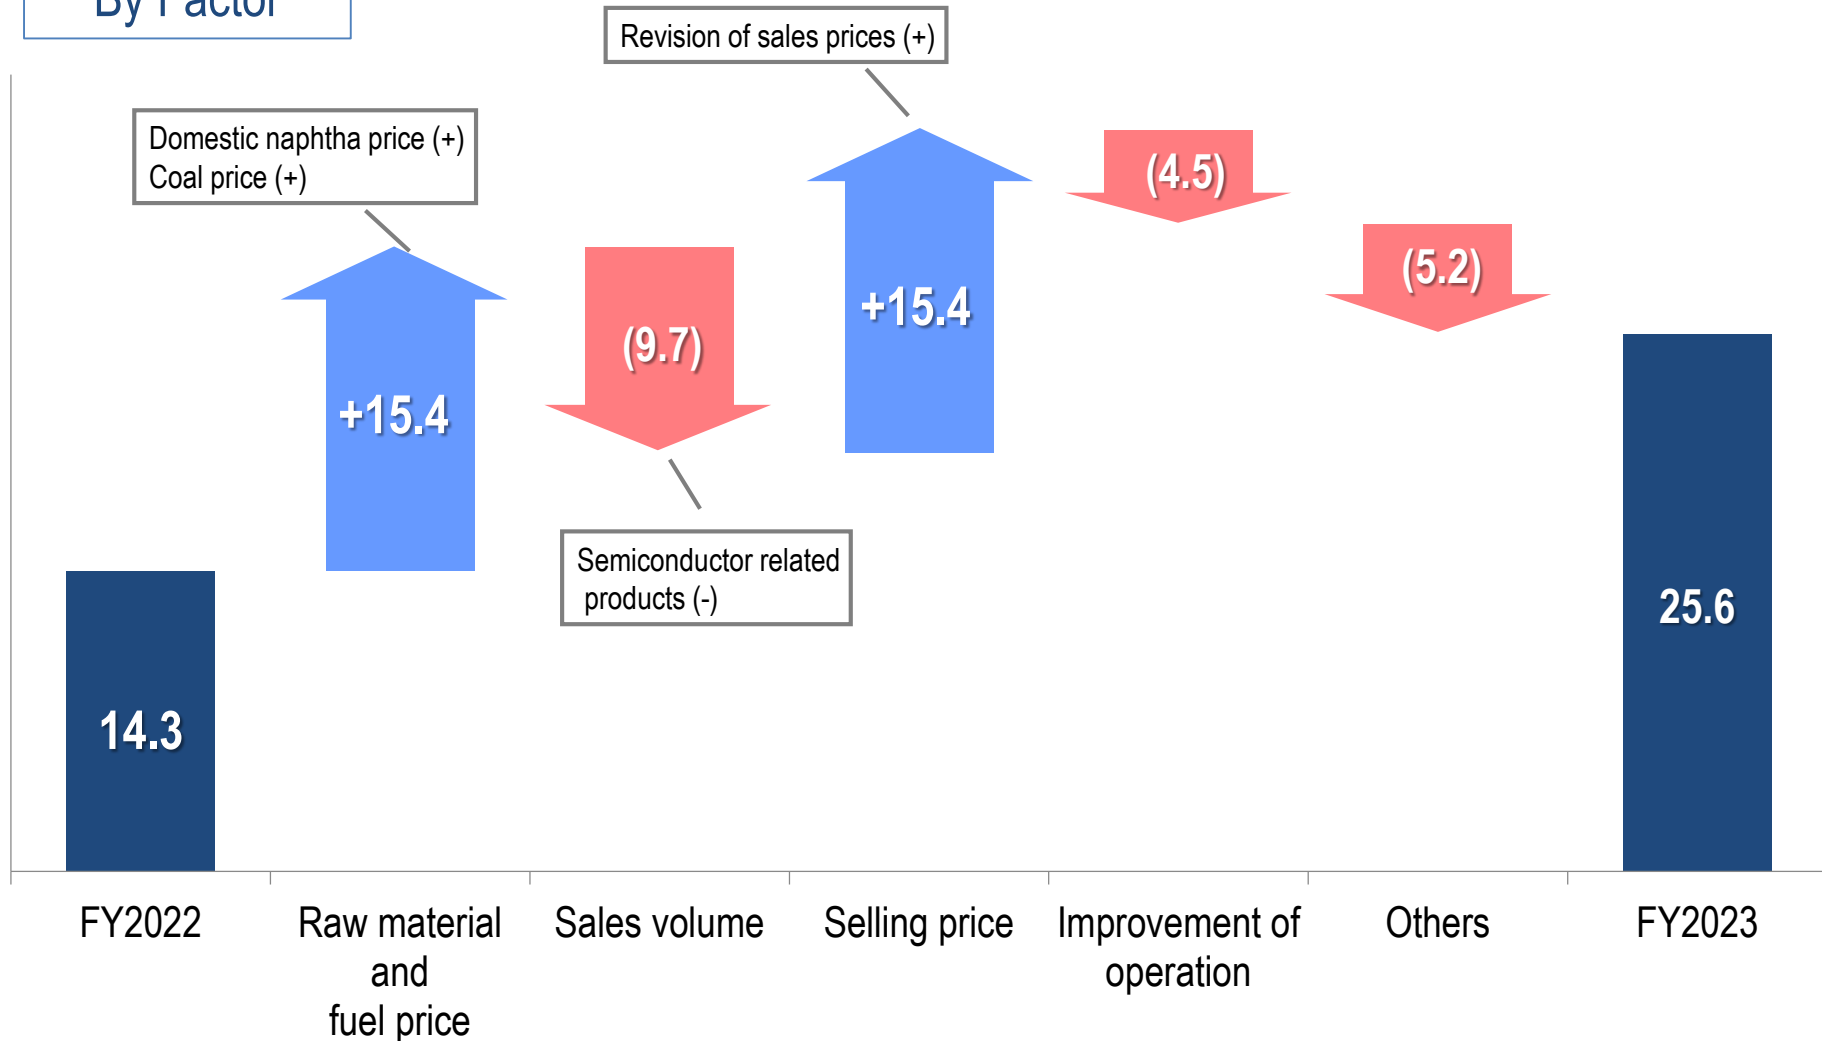 By Factor
Revision of sales prices (+)
Domestic naphtha price (+)
Coal price (+)
(4.5)
(5.2)
+15.4
(9.7)
+15.4
Semiconductor related
products (-)
25.6
14.3
FY2022
Raw material
and
fuel price
Sales volume
Selling price
Improvement of
operation
Others
FY2023